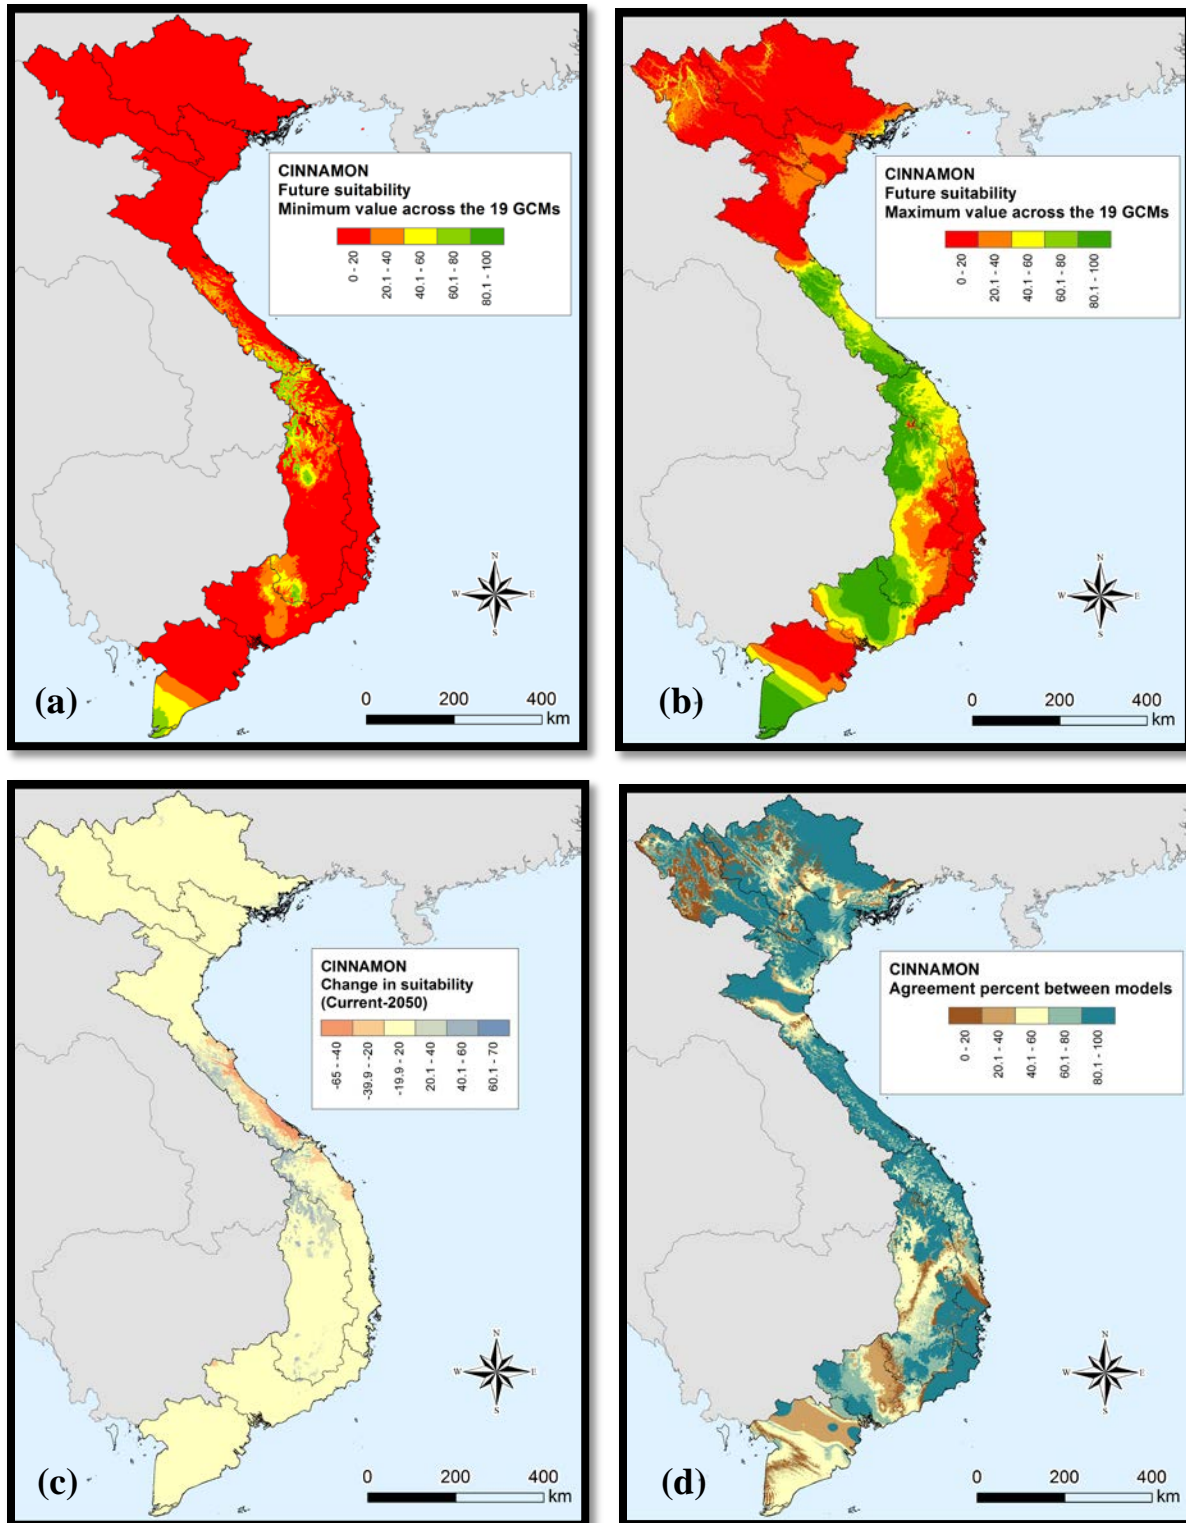 CINNAMON
Future suitability
Minimum value across the 19 GCMs
0 - 20
20.1 - 40
40.1 - 60
60.1 - 80
80.1 - 100
N
W E
S
(a)
0 200 400
km
CINNAMON
Future suitability
Maximum value across the 19 GCMs
0 - 20
20.1 - 40
40.1 - 60
60.1 - 80
80.1 - 100
N
W E
S
(b)
0 200 400
km
CINNAMON
Change in suitability
(Current-2050)
-65 - -40
-39.9 - -20
-19.9 - 20
20.1 - 40
40.1 - 60
60.1 - 70
N
W E
S
(c)
0 200 400
km
CINNAMON
Agreement percent between models
0 - 20
20.1 - 40
40.1 - 60
60.1 - 80
80.1 - 100
N
W E
S
(d)
0 200 400
km